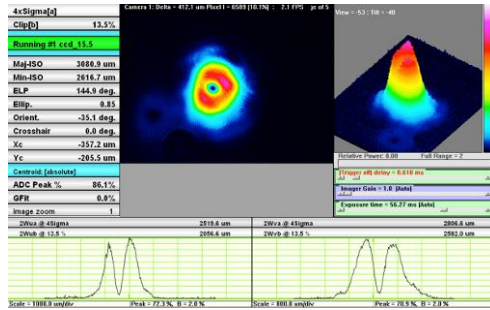 4xSigma[a]
Clip[b] 13.5%
Running #1 ccd_15.5
Maj-ISO 3080.9 um
Min-ISO 2616.7 um
ELP 144.9 deg.
Ellip. 0.85
Orient. -35.1 deg.
Crosshair 0.0 deg.
Xc -357.2 um
Yc -205.5 um
Centroid: [absolute]
ADC Peak % 86.1%
GFit 0.0%
Image zoom 1
Camera 1: Delta = 412.1 um Pixel I = 6589 [10.1%] : 2.1 FPS of 5
View = -53 : Tilt = -40
Relative Power: 0.00 Full Range = 2
[Trigger off] delay = 0.010 ms
Imager Gain = 1.0 [Auto]
Exposure time = 56.27 ms [Auto]
2Wua @ 4Sigma 2519.6 um
2Wub @ 13.5 % 2056.6 um
2Wva @ 4Sigma 2896.6 um
2Wvb @ 13.5 % 2582.0 um
Scale = 1000.0 um/div Peak = 72.3 %, B = 2.0 %
Scale = 800.0 um/div Peak = 78.9 %, B = 2.0 %